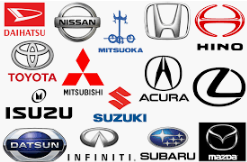 DAIHATSU
NISSAN
MITSUOKA
HINO
TOYOTA
MITSUBISHI
ACURA
ISUZU
SUZUKI
DATSUN
INFINITI.
SUBARU
mazda